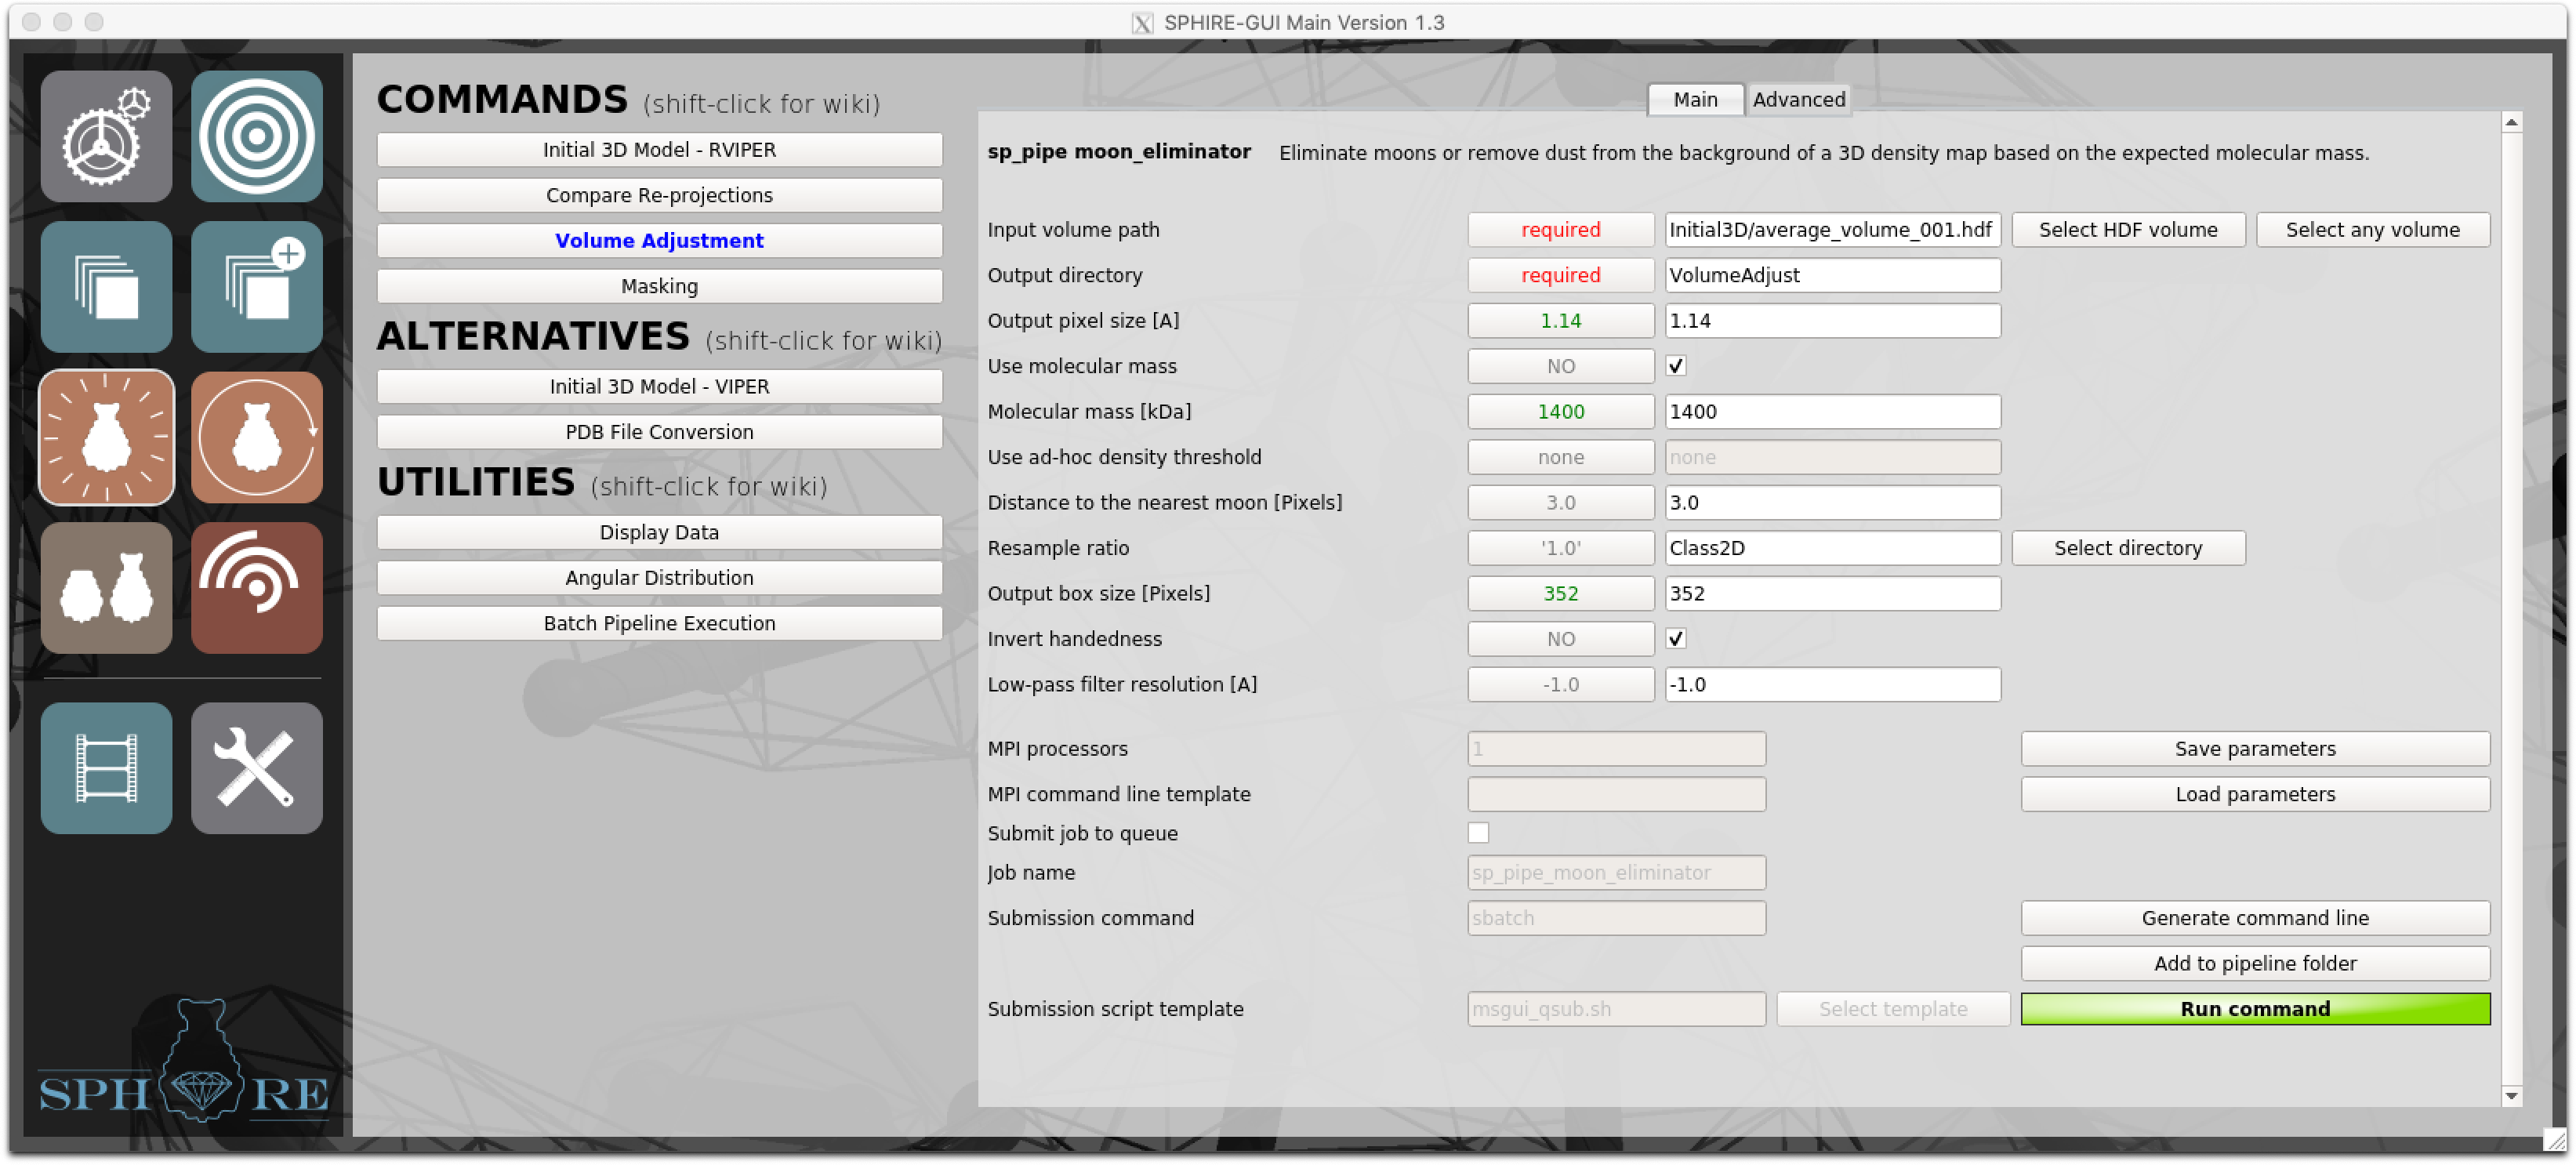 SPHIRE-GUI Main Version 1.3
COMMANDS (shift-click for wiki)
Initial 3D Model - RVIPER
Compare Re-projections
Volume Adjustment
Masking
ALTERNATIVES (shift-click for wiki)
Initial 3D Model - VIPER
PDB File Conversion
UTILITIES (shift-click for wiki)
Display Data
Angular Distribution
Batch Pipeline Execution
SPH RE
Main Advanced
sp_pipe moon_eliminator Eliminate moons or remove dust from the background of a 3D density map based on the expected molecular mass.
Input volume path required Initial3D/average_volume_001.hdf Select HDF volume Select any volume
Output directory required VolumeAdjust
Output pixel size [A] 1.14 1.14
Use molecular mass NO
Molecular mass [kDa] 1400 1400
Use ad-hoc density threshold none none
Distance to the nearest moon [Pixels] 3.0 3.0
Resample ratio '1.0' Class2D Select directory
Output box size [Pixels] 352 352
Invert handedness NO
Low-pass filter resolution [A] -1.0 -1.0
MPI processors 1 Save parameters
MPI command line template Load parameters
Submit job to queue
Job name sp_pipe_moon_eliminator
Submission command sbatch Generate command line
Add to pipeline folder
Submission script template msgui_qsub.sh Select template Run command